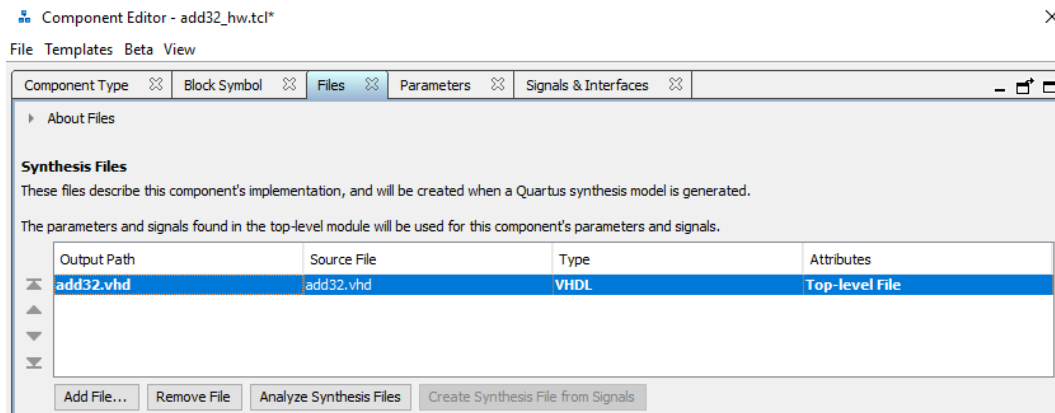 Component Editor - add32_hw.tcl*
File Templates Beta View
Component Type Block Symbol Files Parameters Signals & Interfaces
About Files
Synthesis Files
These files describe this component's implementation, and will be created when a Quartus synthesis model is generated.
The parameters and signals found in the top-level module will be used for this component's parameters and signals.
Output Path Source File Type Attributes
add32.vhd add32.vhd VHDL Top-level File
Add File... Remove File Analyze Synthesis Files Create Synthesis File from Signals